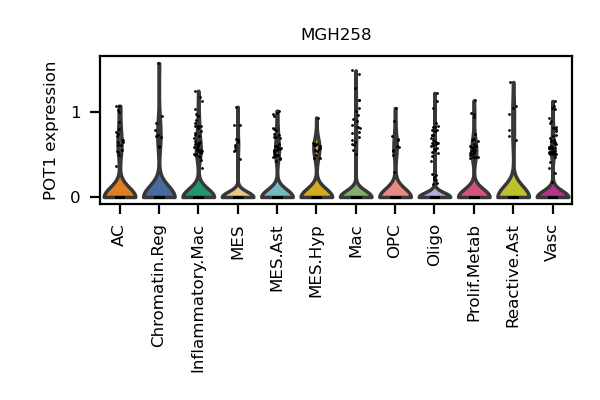 MGH258
POT1 expression
1
0
AC
Chromatin.Reg
Inflammatory.Mac
MES
MES.Ast
MES.Hyp
Mac
OPC
Oligo
Prolif.Metab
Reactive.Ast
Vasc